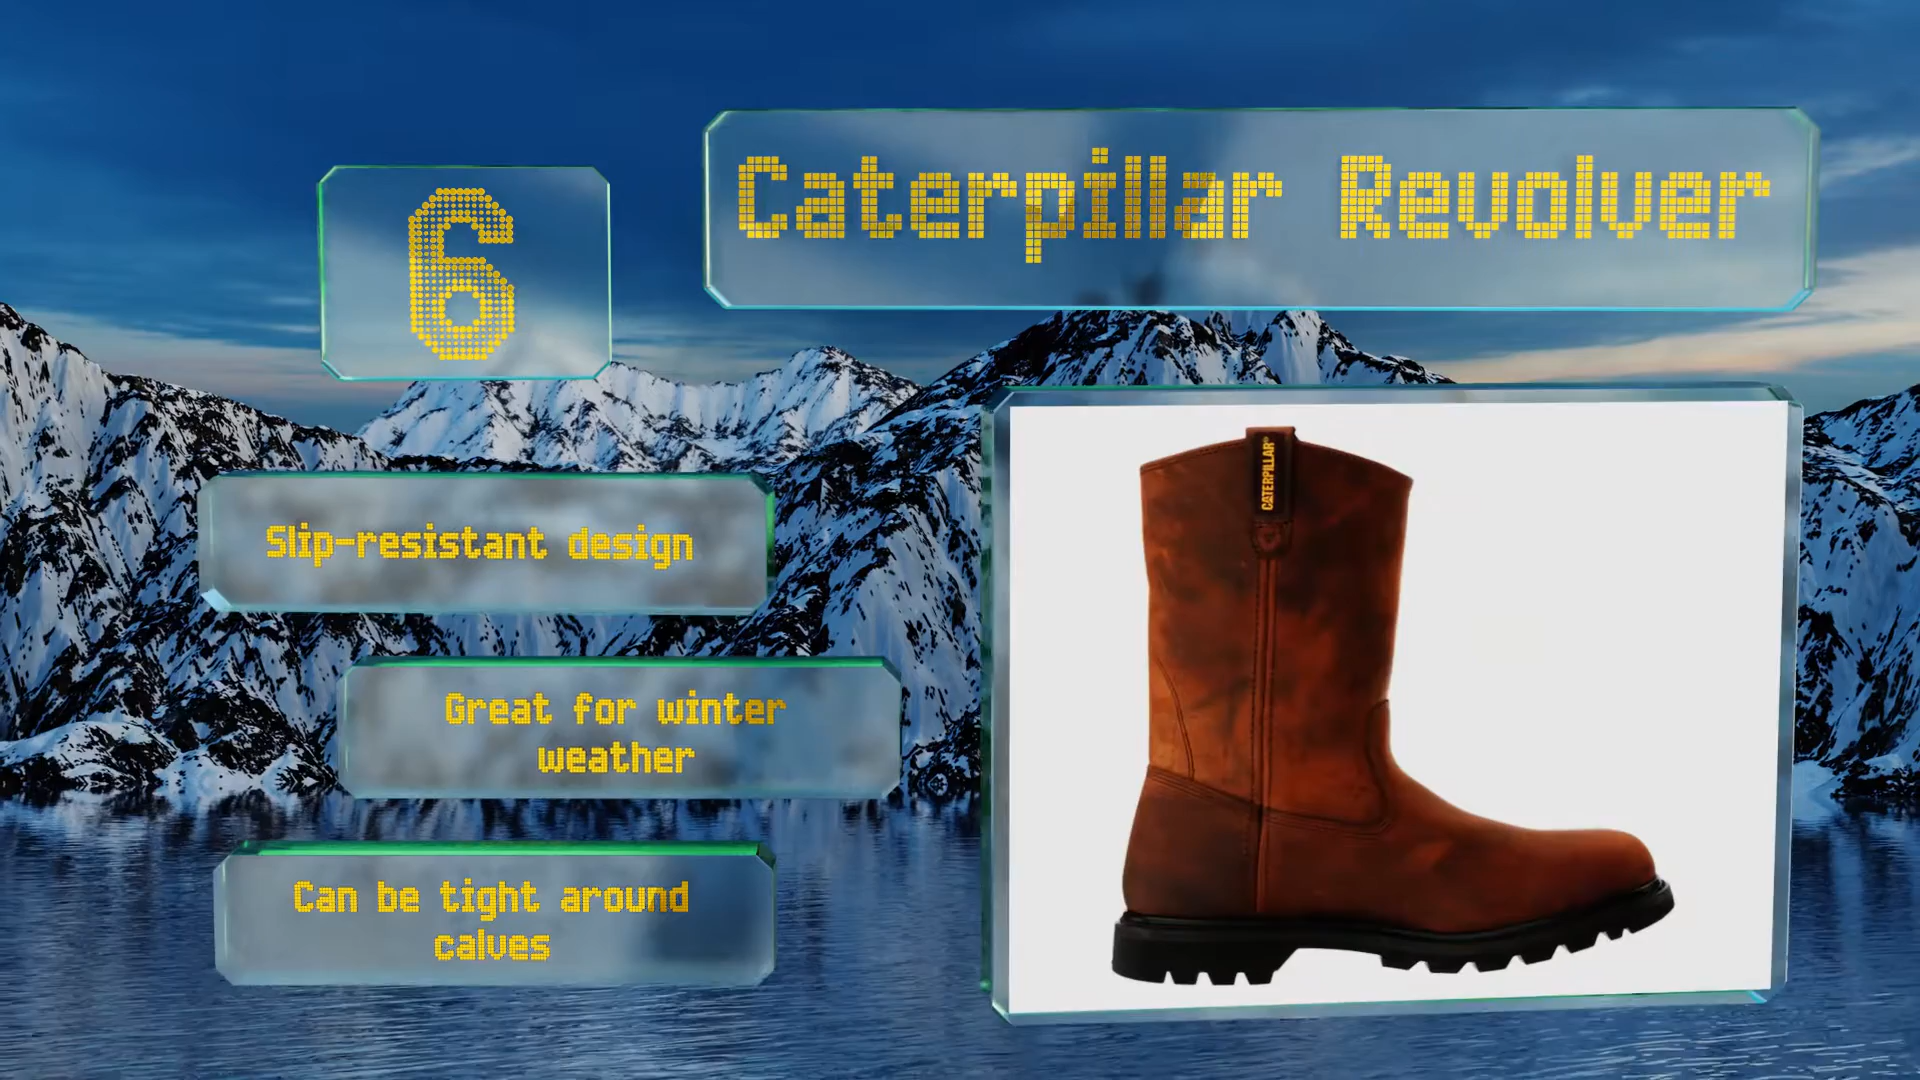 6
Caterpillar Revolver
CATERPILLAR®
Slip-resistant design
Great for winter
weather
Can be tight around
calves